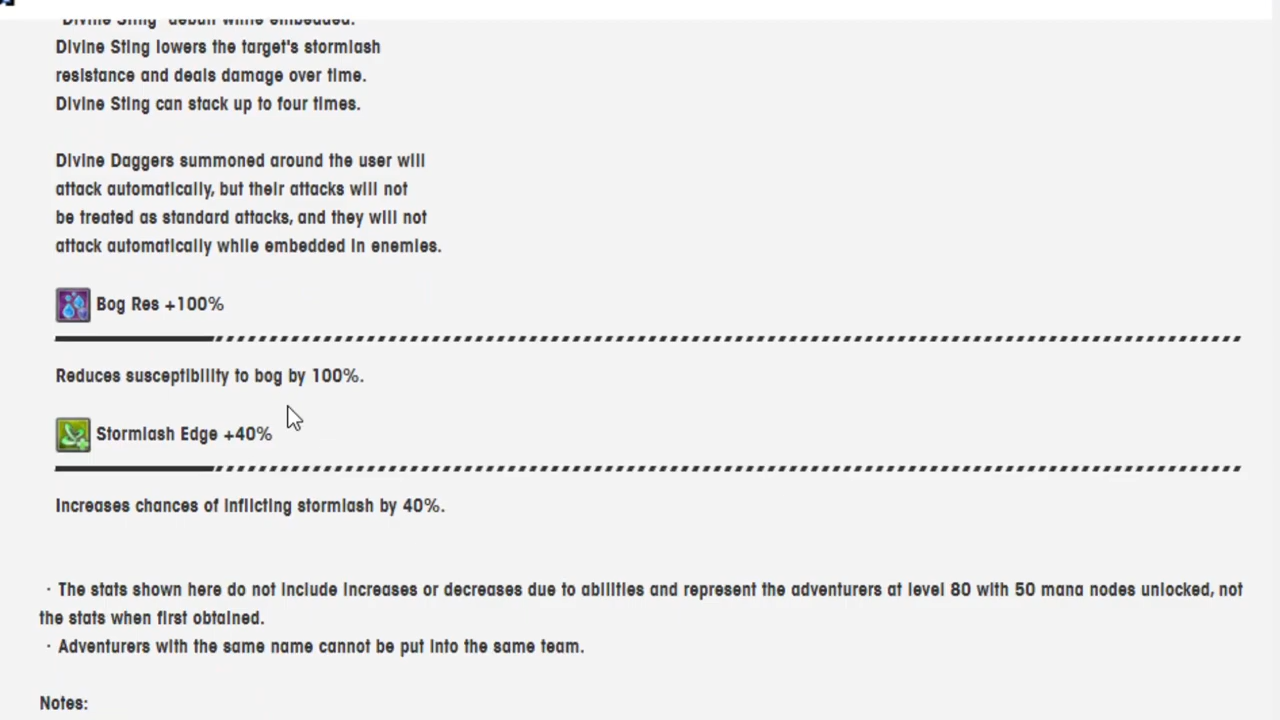 "Divine Sting" debuff while embedded.
Divine Sting lowers the target's stormlash
resistance and deals damage over time.
Divine Sting can stack up to four times.
Divine Daggers summoned around the user will
attack automatically, but their attacks will not
be treated as standard attacks, and they will not
attack automatically while embedded in enemies.
Bog Res +100%
Reduces susceptibility to bog by 100%.
Stormlash Edge +40%
Increases chances of inflicting stormlash by 40%.
· The stats shown here do not include increases or decreases due to abilities and represent the adventurers at level 80 with 50 mana nodes unlocked, not
the stats when first obtained.
· Adventurers with the same name cannot be put into the same team.
Notes: